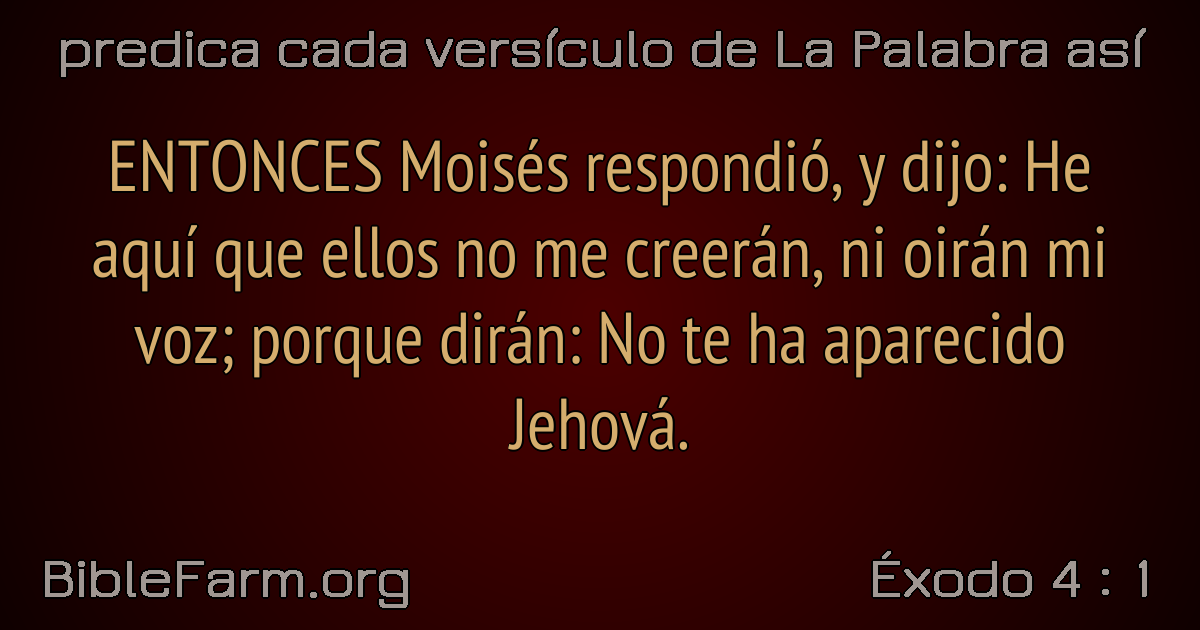 predica cada versículo de La Palabra así
ENTONCES Moisés respondió, y dijo: He
aquí que ellos no me creerán, ni oirán mi
voz; porque dirán: No te ha aparecido
Jehová.
BibleFarm.org
Éxodo 4 : 1